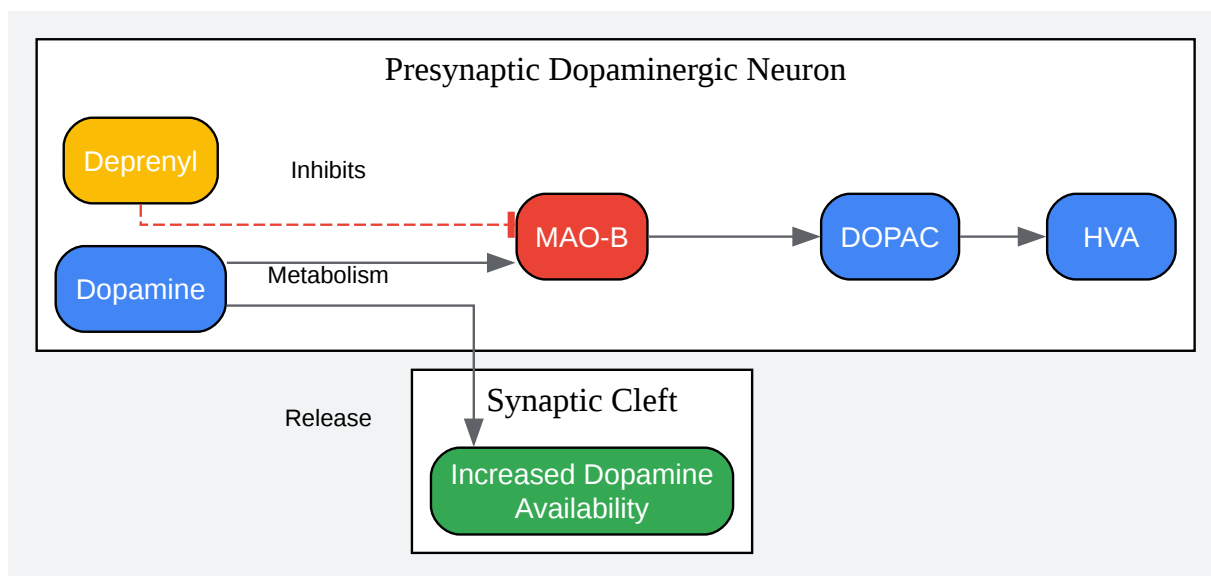 Presynaptic Dopaminergic Neuron
Deprenyl
Inhibits
MAO-B
DOPAC
HVA
Dopamine
Metabolism
Release
Synaptic Cleft
Increased Dopamine
Availability